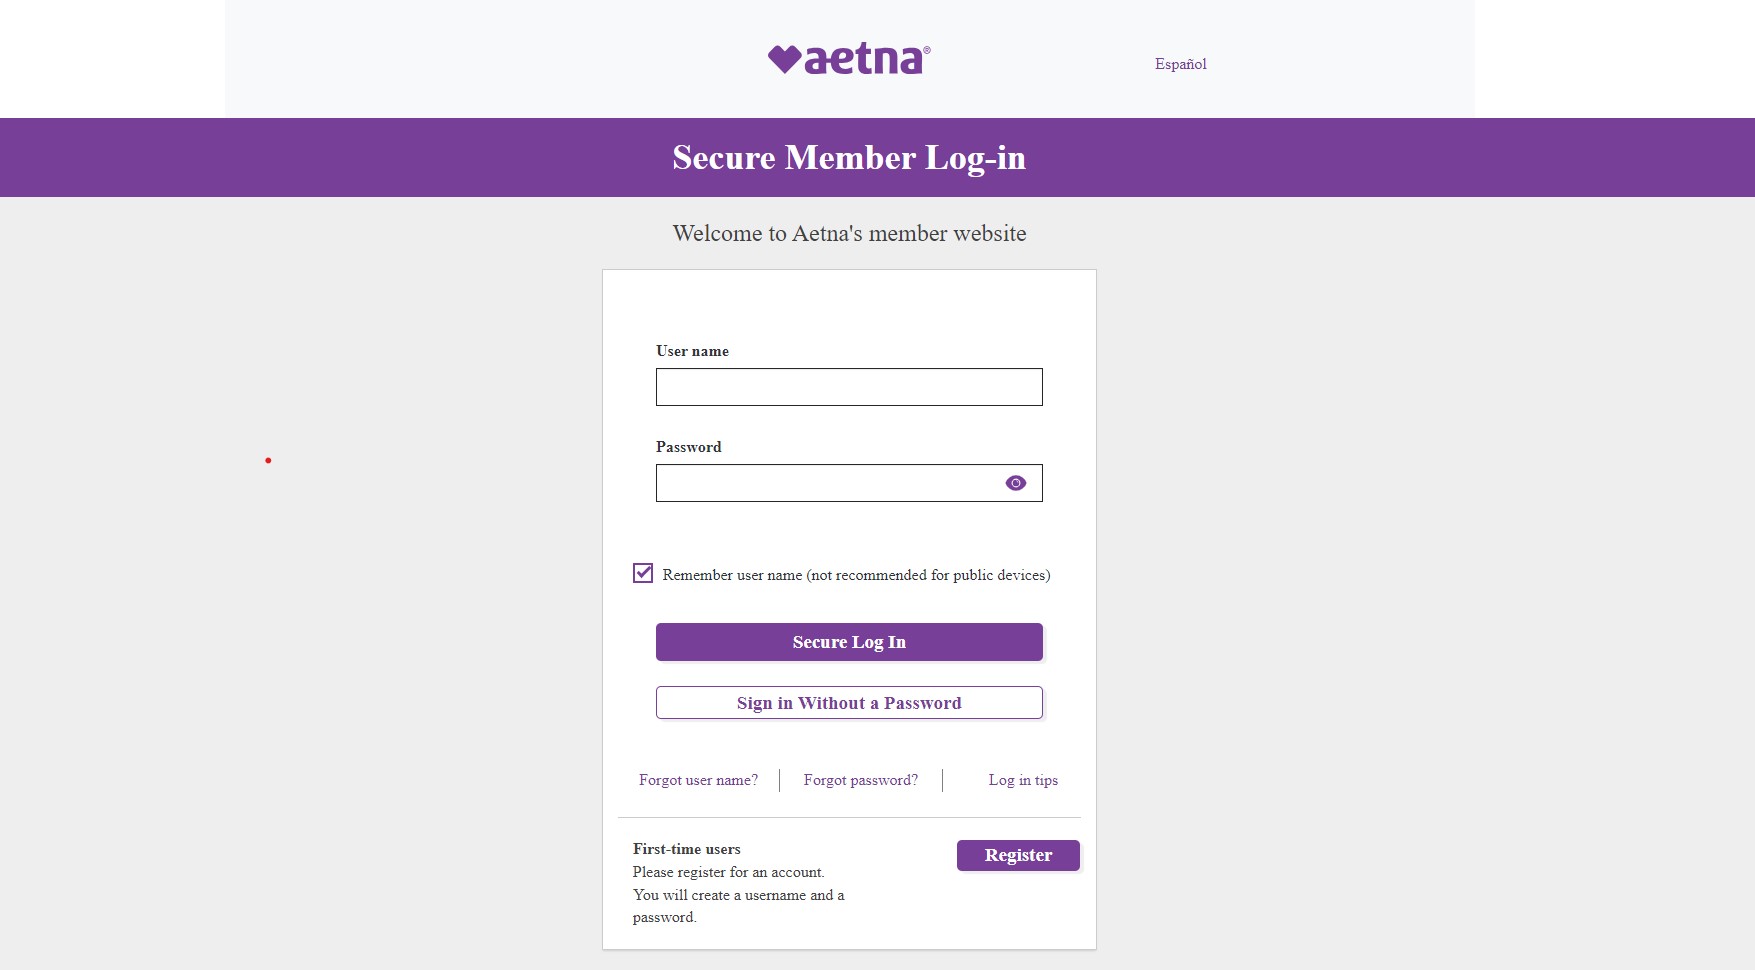 aetna®
Español
Secure Member Log-in
Welcome to Aetna's member website
User name
Password
Remember user name (not recommended for public devices)
Secure Log In
Sign in Without a Password
Forgot user name?
Forgot password?
Log in tips
First-time users
Register
Please register for an account.
You will create a username and a
password.